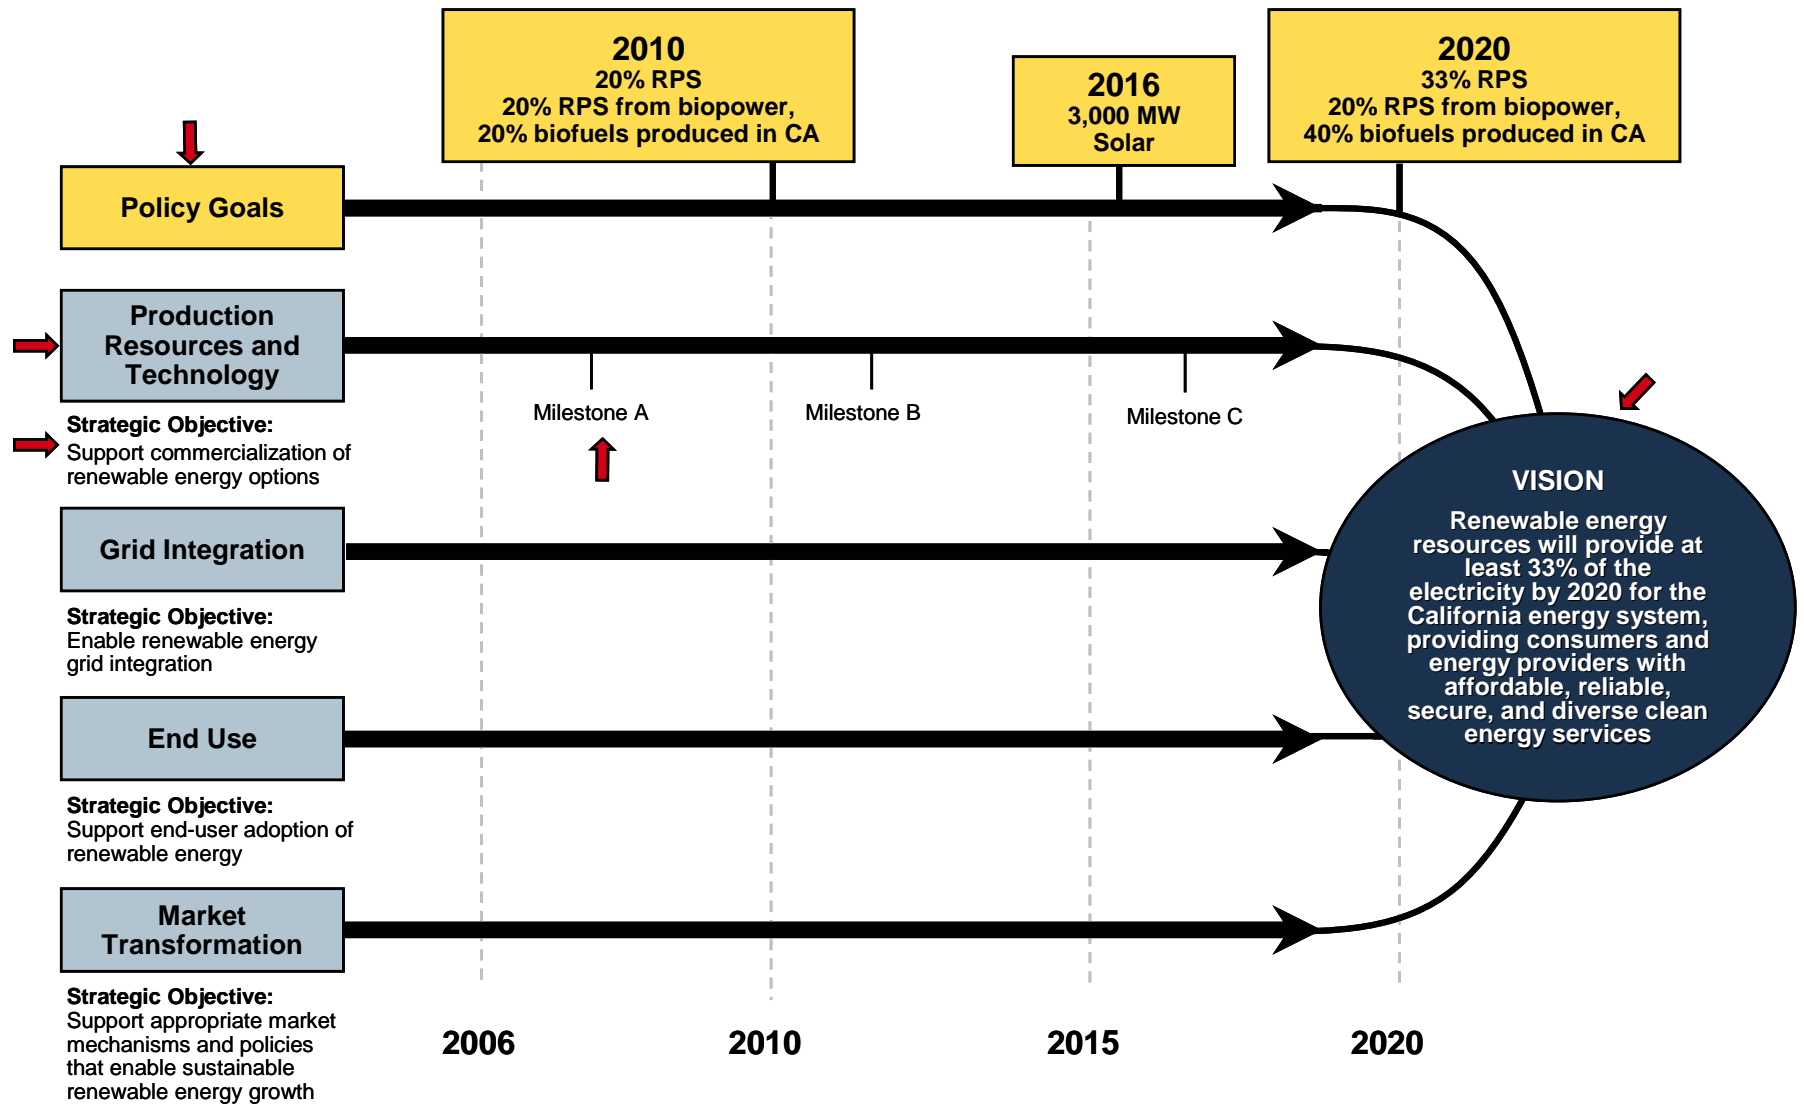 2010
20% RPS
20% RPS from biopower,
20% biofuels produced in CA
2016
3,000 MW
Solar
2020
33% RPS
20% RPS from biopower,
40% biofuels produced in CA
Policy Goals
Production
Resources and
Technology
Strategic Objective:
Support commercialization of
renewable energy options
Milestone A
Milestone B
Milestone C
Grid Integration
Strategic Objective:
Enable renewable energy
grid integration
End Use
Strategic Objective:
Support end-user adoption of
renewable energy
Market
Transformation
Strategic Objective:
Support appropriate market
mechanisms and policies
that enable sustainable
renewable energy growth
VISION
Renewable energy
resources will provide at
least 33% of the
electricity by 2020 for the
California energy system,
providing consumers and
energy providers with
affordable, reliable,
secure, and diverse clean
energy services
2006
2010
2015
2020